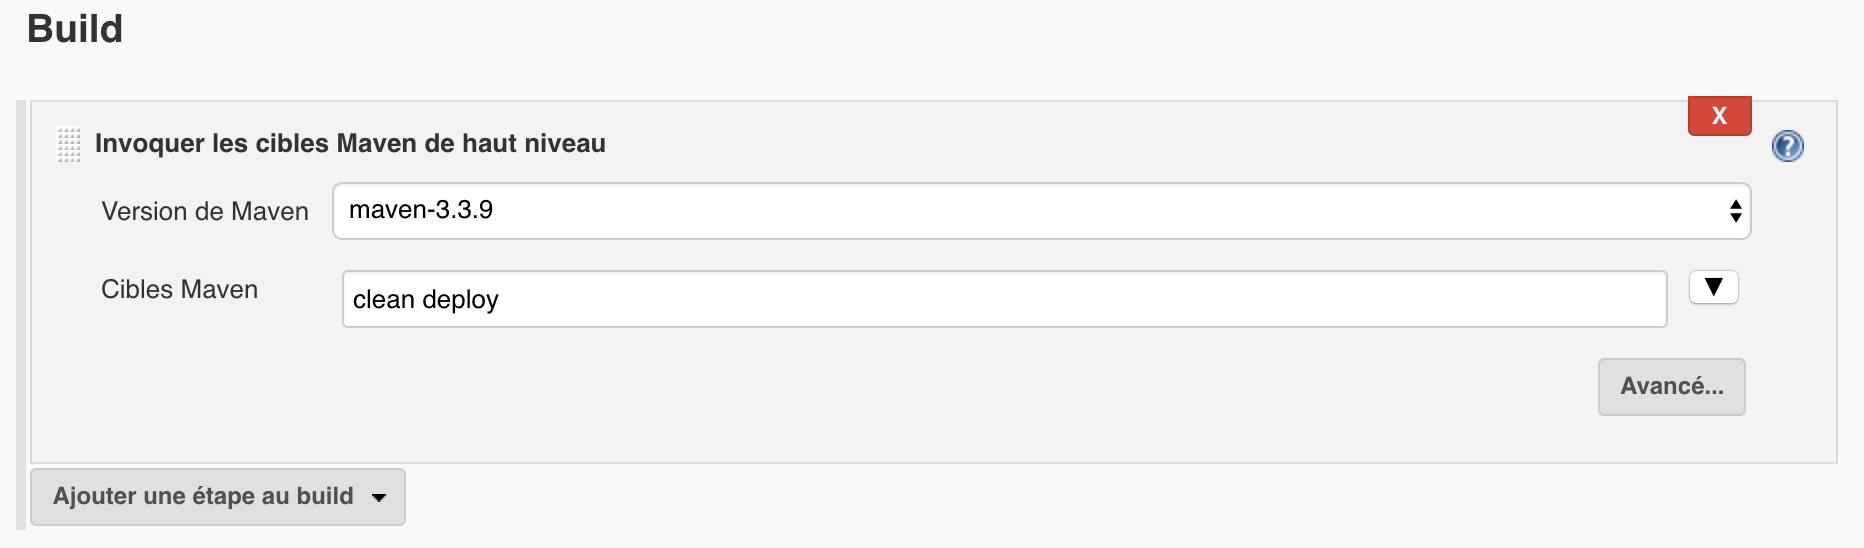 Build
X
Invoquer les cibles Maven de haut niveau
?
Version de Maven maven-3.3.9
Cibles Maven clean deploy
Avancé...
Ajouter une étape au build